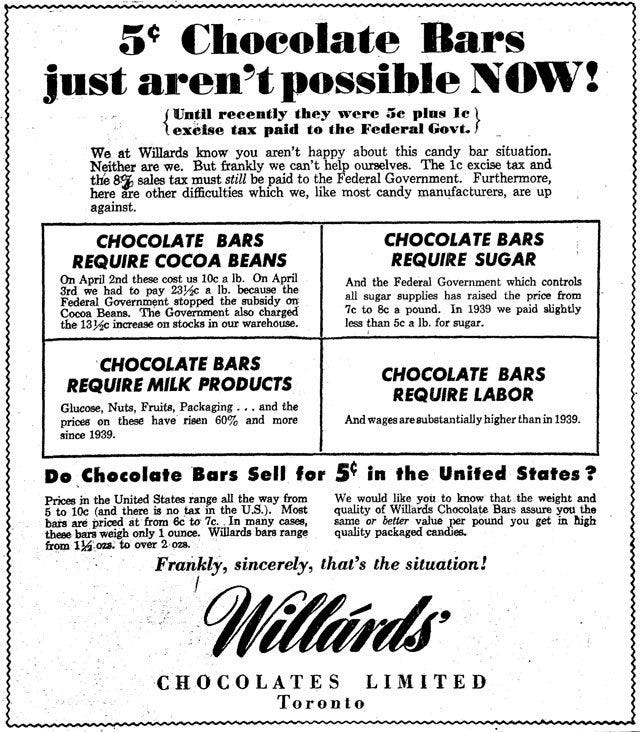 5¢ Chocolate Bars
just aren't possible NOW!
{Until recently they were 5c plus 1c}
{excise tax paid to the Federal Govt.}
We at Willards know you aren't happy about this candy bar situation.
Neither are we. But frankly we can't help ourselves. The 1c excise tax and
the 8% sales tax must still be paid to the Federal Government. Furthermore,
here are other difficulties which we, like most candy manufacturers, are up
against.
CHOCOLATE BARS
REQUIRE COCOA BEANS
On April 2nd these cost us 10c a lb. On April
3rd we had to pay 23½c a lb. because the
Federal Government stopped the subsidy on
Cocoa Beans. The Government also charged
the 13½c increase on stocks in our warehouse.
CHOCOLATE BARS
REQUIRE SUGAR
And the Federal Government which controls
all sugar supplies has raised the price from
7c to 8c a pound. In 1939 we paid slightly
less than 5c a lb. for sugar.
CHOCOLATE BARS
REQUIRE MILK PRODUCTS
Glucose, Nuts, Fruits, Packaging . . . and the
prices on these have risen 60% and more
since 1939.
CHOCOLATE BARS
REQUIRE LABOR
And wages are substantially higher than in 1939.
Do Chocolate Bars Sell for 5¢ in the United States?
Prices in the United States range all the way from
5 to 10c (and there is no tax in the U.S.). Most
bars are priced at from 6c to 7c. In many cases,
these bars weigh only 1 ounce. Willards bars range
from 1½ ozs. to over 2 ozs.
We would like you to know that the weight and
quality of Willards Chocolate Bars assure you the
same or better value per pound you get in high
quality packaged candies.
Frankly, sincerely, that's the situation!
Willards'
CHOCOLATES LIMITED
Toronto